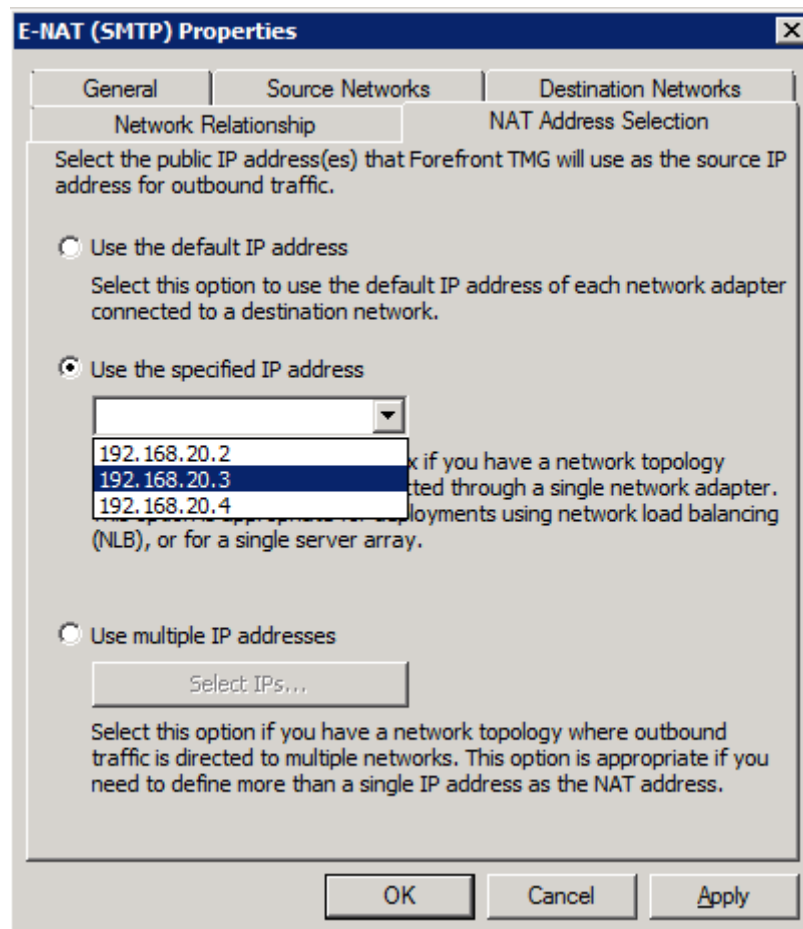 E-NAT (SMTP) Properties
General
Source Networks
Destination Networks
Network Relationship
NAT Address Selection
Select the public IP address(es) that Forefront TMG will use as the source IP
address for outbound traffic.
Use the default IP address
Select this option to use the default IP address of each network adapter
connected to a destination network.
Use the specified IP address
192.168.20.2
x if you have a network topology
192.168.20.3
cted through a single network adapter.
192.168.20.4
deployments using network load balancing
(NLB), or for a single server array.
Use multiple IP addresses
Select IPs...
Select this option if you have a network topology where outbound
traffic is directed to multiple networks. This option is appropriate if you
need to define more than a single IP address as the NAT address.
OK
Cancel
Apply